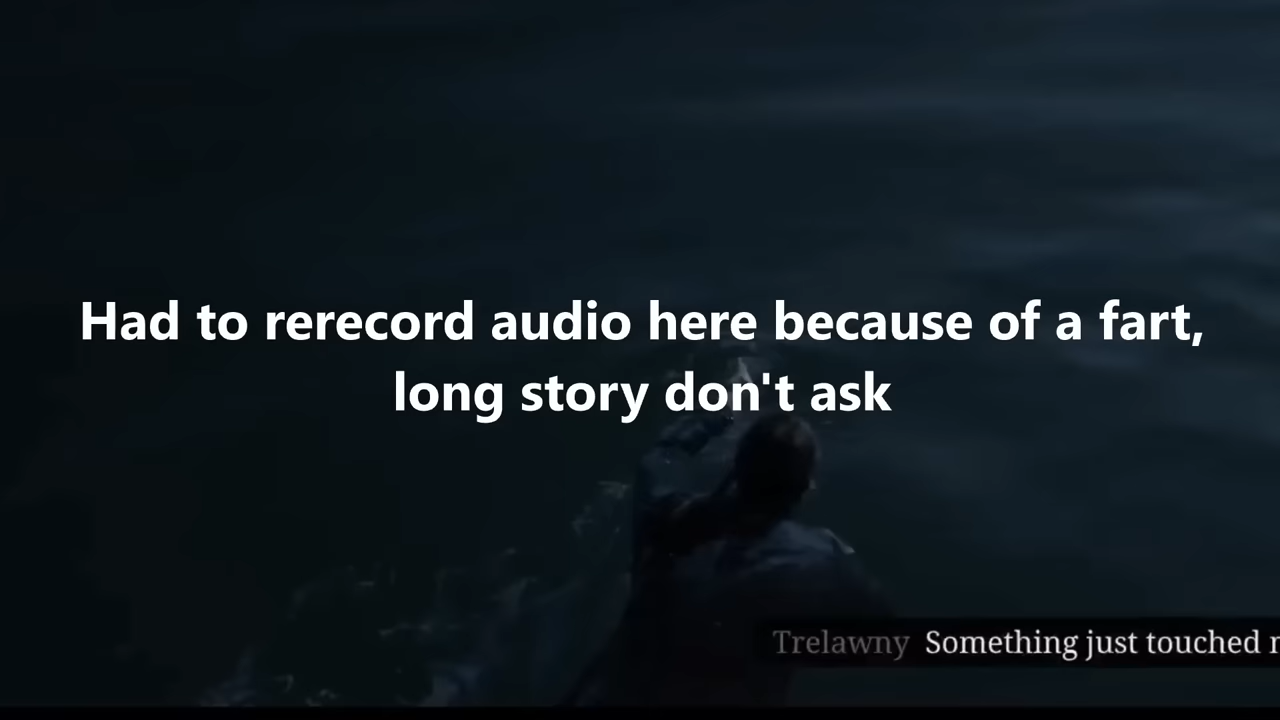 Had to rerecord audio here because of a fart,
long story don't ask
Trelawny Something just touched